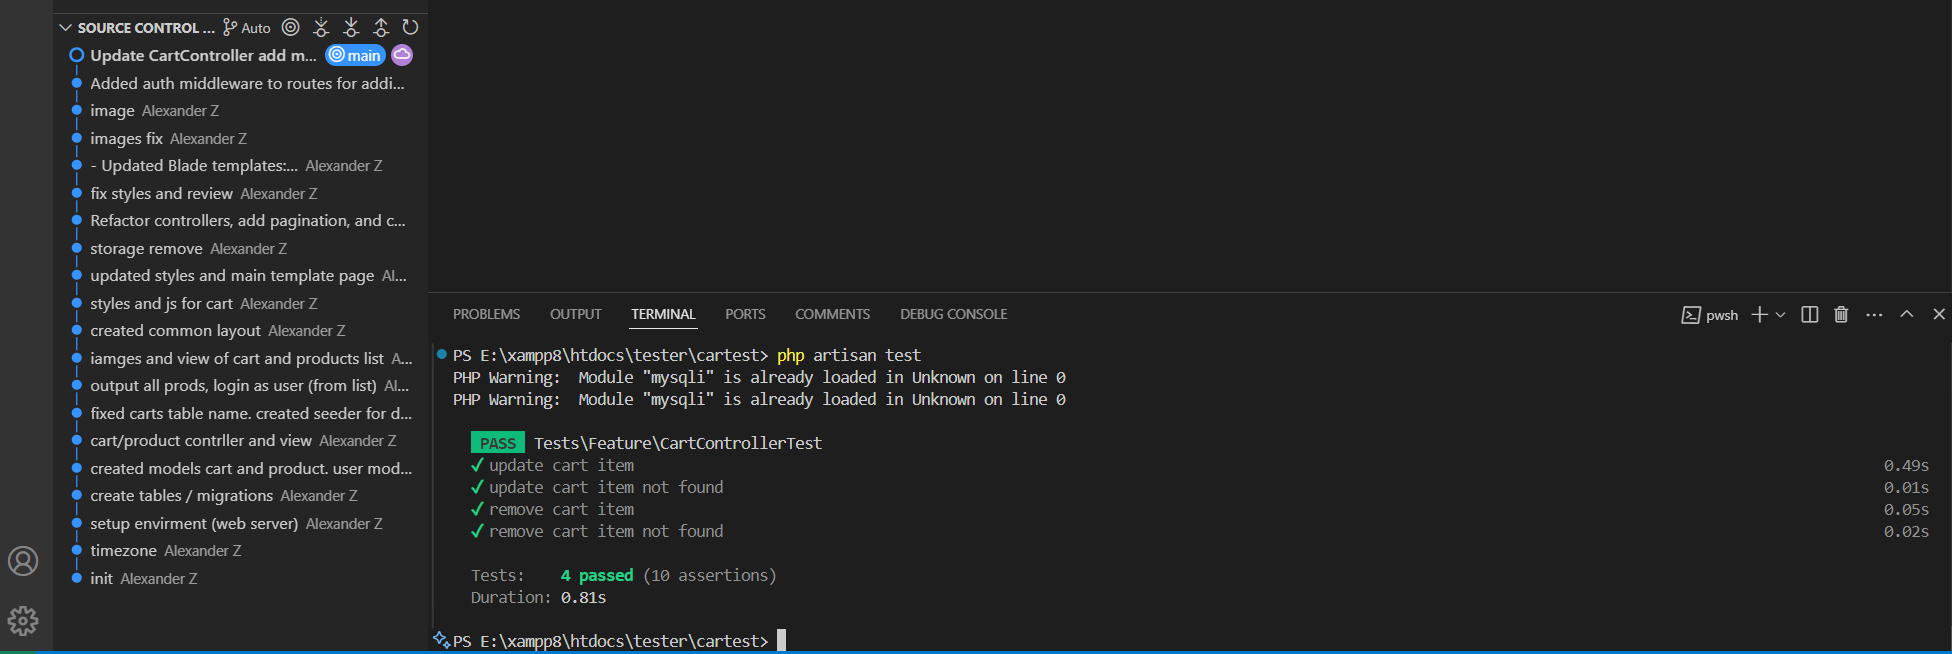 SOURCE CONTROL ... Auto
Update CartController add m... main
Added auth middleware to routes for addi...
image Alexander Z
images fix Alexander Z
- Updated Blade templates:... Alexander Z
fix styles and review Alexander Z
Refactor controllers, add pagination, and c...
storage remove Alexander Z
updated styles and main template page Al...
styles and js for cart Alexander Z
created common layout Alexander Z
iamges and view of cart and products list A...
output all prods, login as user (from list) Al...
fixed carts table name. created seeder for d...
cart/product contrller and view Alexander Z
created models cart and product. user mod...
create tables / migrations Alexander Z
setup envirment (web server) Alexander Z
timezone Alexander Z
init Alexander Z
PROBLEMS OUTPUT TERMINAL PORTS COMMENTS DEBUG CONSOLE pwsh
PS E:\xampp8\htdocs\tester\cartest> php artisan test
PHP Warning:  Module "mysqli" is already loaded in Unknown on line 0
PHP Warning:  Module "mysqli" is already loaded in Unknown on line 0
PASS Tests\Feature\CartControllerTest
✓ update cart item 0.49s
✓ update cart item not found 0.01s
✓ remove cart item 0.05s
✓ remove cart item not found 0.02s
Tests: 4 passed (10 assertions)
Duration: 0.81s
PS E:\xampp8\htdocs\tester\cartest>